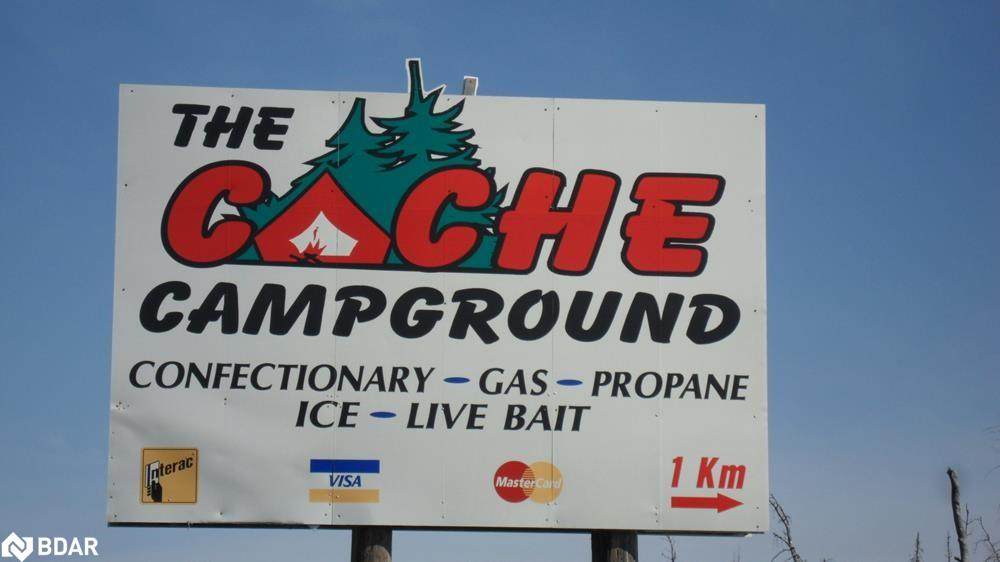 THE
CACHE
CAMPGROUND
CONFECTIONARY - GAS - PROPANE
ICE - LIVE BAIT
Interac VISA MasterCard 1 Km
BDAR